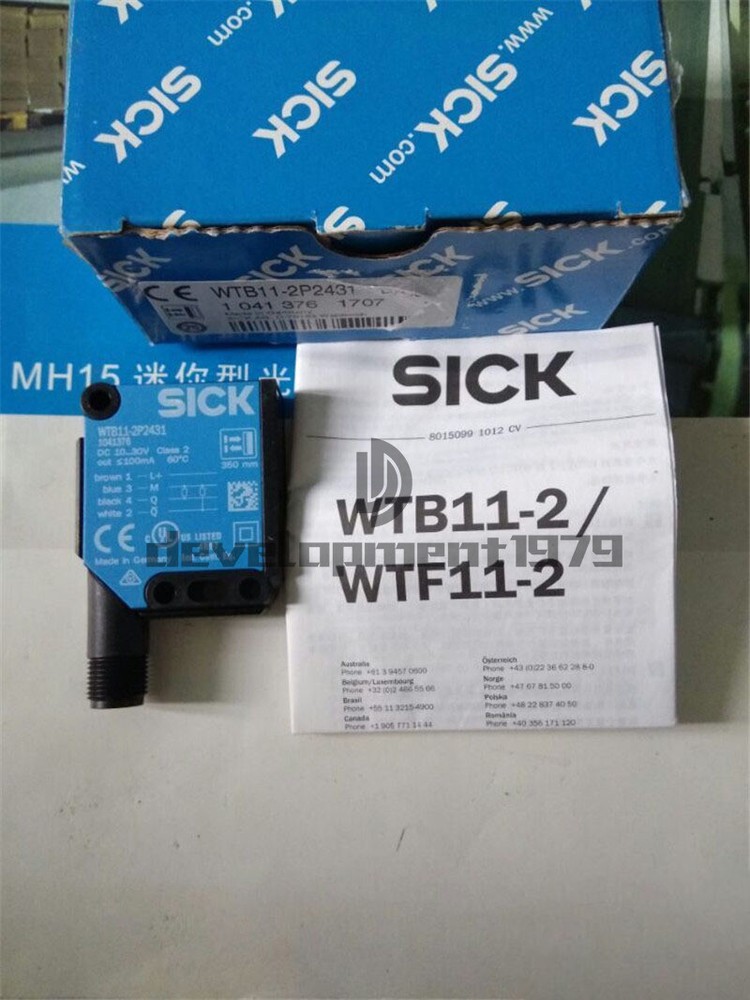 SICK
.com
SICK
.com
SICK
.com
SICK
www.
SICK
SICK
SICK
.com
WTB11-2P2431
1 041 376 1707
CE
MH15 迷你型光
SICK
WTB11-2P2431
1041376
DC 10...30V Class 2
out ≤100mA 60°C
350 mm
brown 1 L+
blue 3 M
black 4 Q
white 2 Q
CE UL US LISTED
Made in Germany
SICK
8015099 1012 CV
WTB11-2/
WTF11-2
development1979
Australia
Phone +61 3 9457 0600
Belgium/Luxembourg
Phone +32 (0)2 466 55 66
Brasil
Phone +55 11 3215-4900
Canada
Phone +1 905 771 14 44
Österreich
Phone +43 (0)22 36 62 28 8-0
Norge
Phone +47 67 81 50 00
Polska
Phone +48 22 837 40 50
România
Phone +40 356 171 120